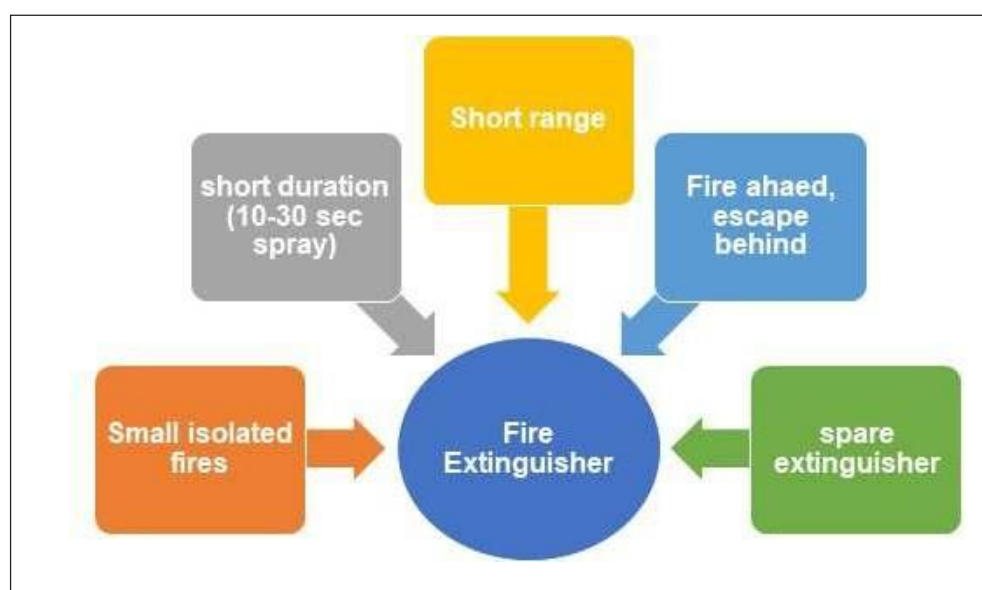 Short range
short duration
(10-30 sec
spray)
Fire ahaed,
escape
behind
Small isolated
fires
Fire
Extinguisher
spare
extinguisher